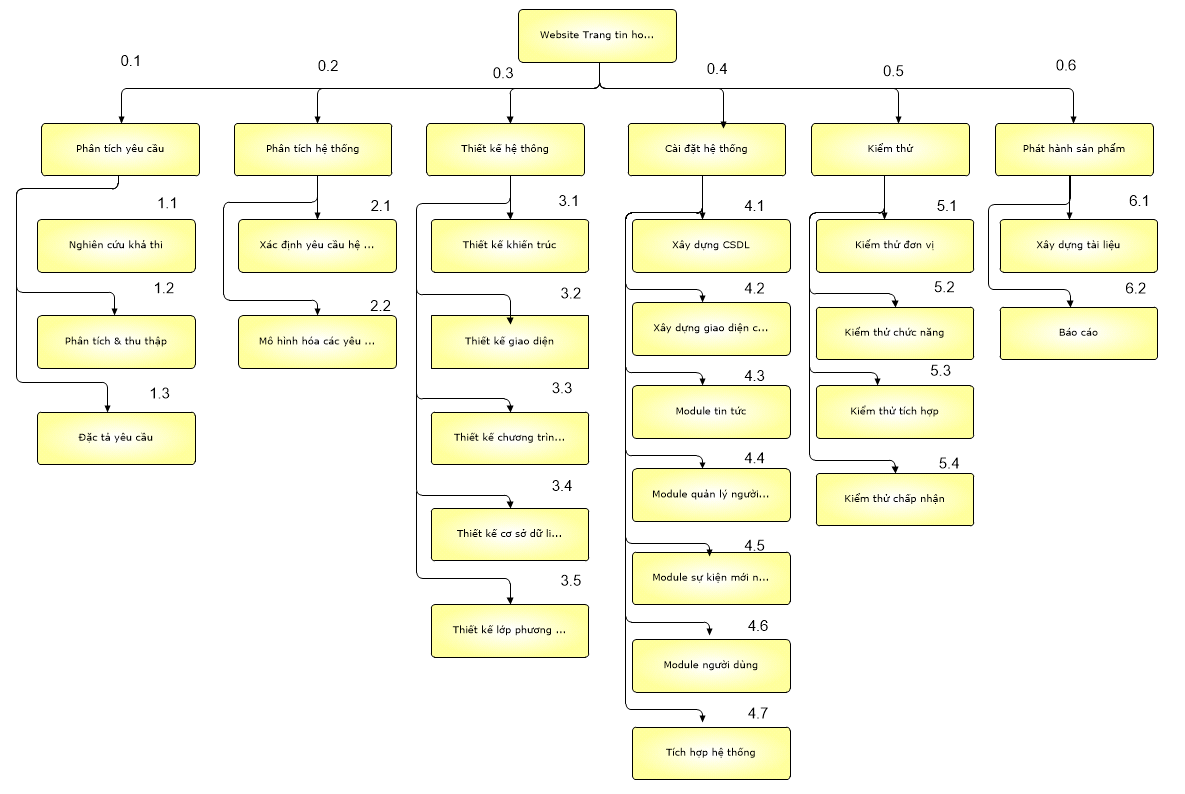 Website Trang tin ho...
0.1
0.2
0.3
0.4
0.5
0.6
Phân tích yêu cầu
Phân tích hệ thống
Thiết kế hệ thông
Cài đặt hệ thống
Kiểm thử
Phát hành sản phẩm
1.1
Nghiên cứu khả thi
1.2
Phân tích & thu thập
1.3
Đặc tả yêu cầu
2.1
Xác định yêu cầu hệ ...
2.2
Mô hình hóa các yêu ...
3.1
Thiết kế khiến trúc
3.2
Thiết kế giao diện
3.3
Thiết kế chương trìn...
3.4
Thiết kế cơ sở dữ li...
3.5
Thiết kế lớp phương ...
4.1
Xây dựng CSDL
4.2
Xây dựng giao diện c...
4.3
Module tin tức
4.4
Module quản lý người...
4.5
Module sự kiện mới n...
4.6
Module người dùng
4.7
Tích hợp hệ thống
5.1
Kiểm thử đơn vị
5.2
Kiểm thử chức năng
5.3
Kiểm thử tích hợp
5.4
Kiểm thử chấp nhận
6.1
Xây dựng tài liệu
6.2
Báo cáo